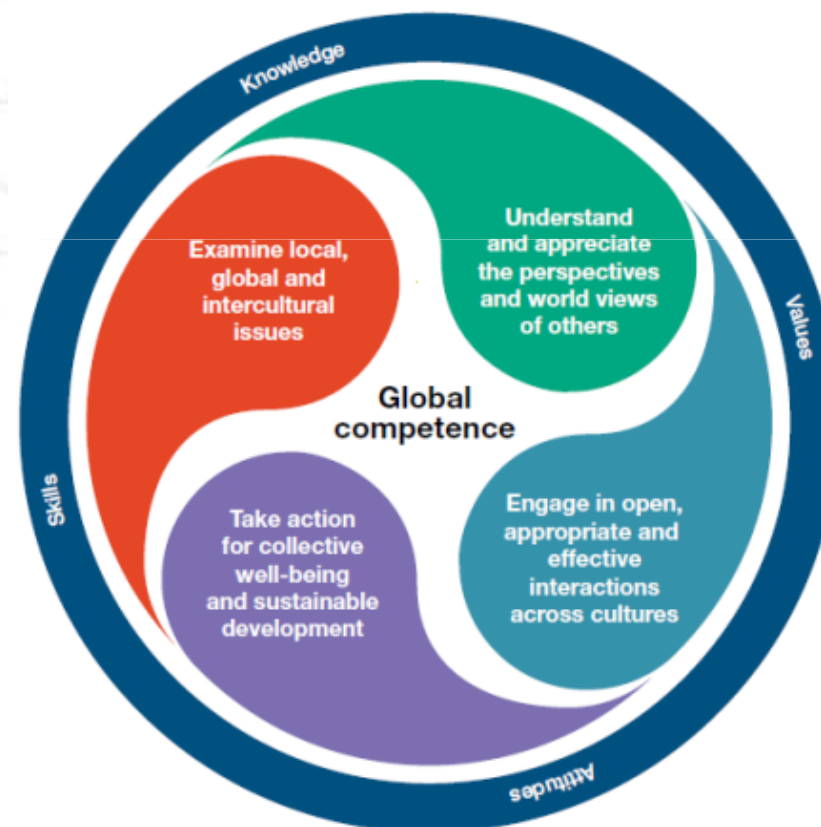 Knowledge
Examine local,
global and
intercultural
issues
Understand
and appreciate
the perspectives
and world views
of others
Values
Global
competence
Skills
Take action
for collective
well-being
and sustainable
development
Engage in open,
appropriate and
effective
interactions
across cultures
Attitudes